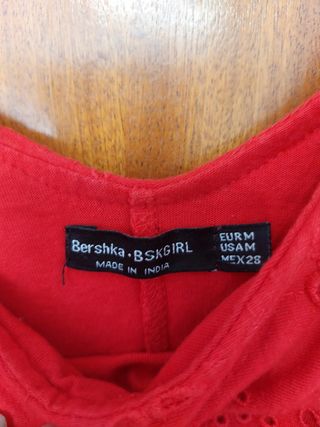 Bershka•BSKGIRL
MADE IN INDIA
EUR M
USA M
MEX 28